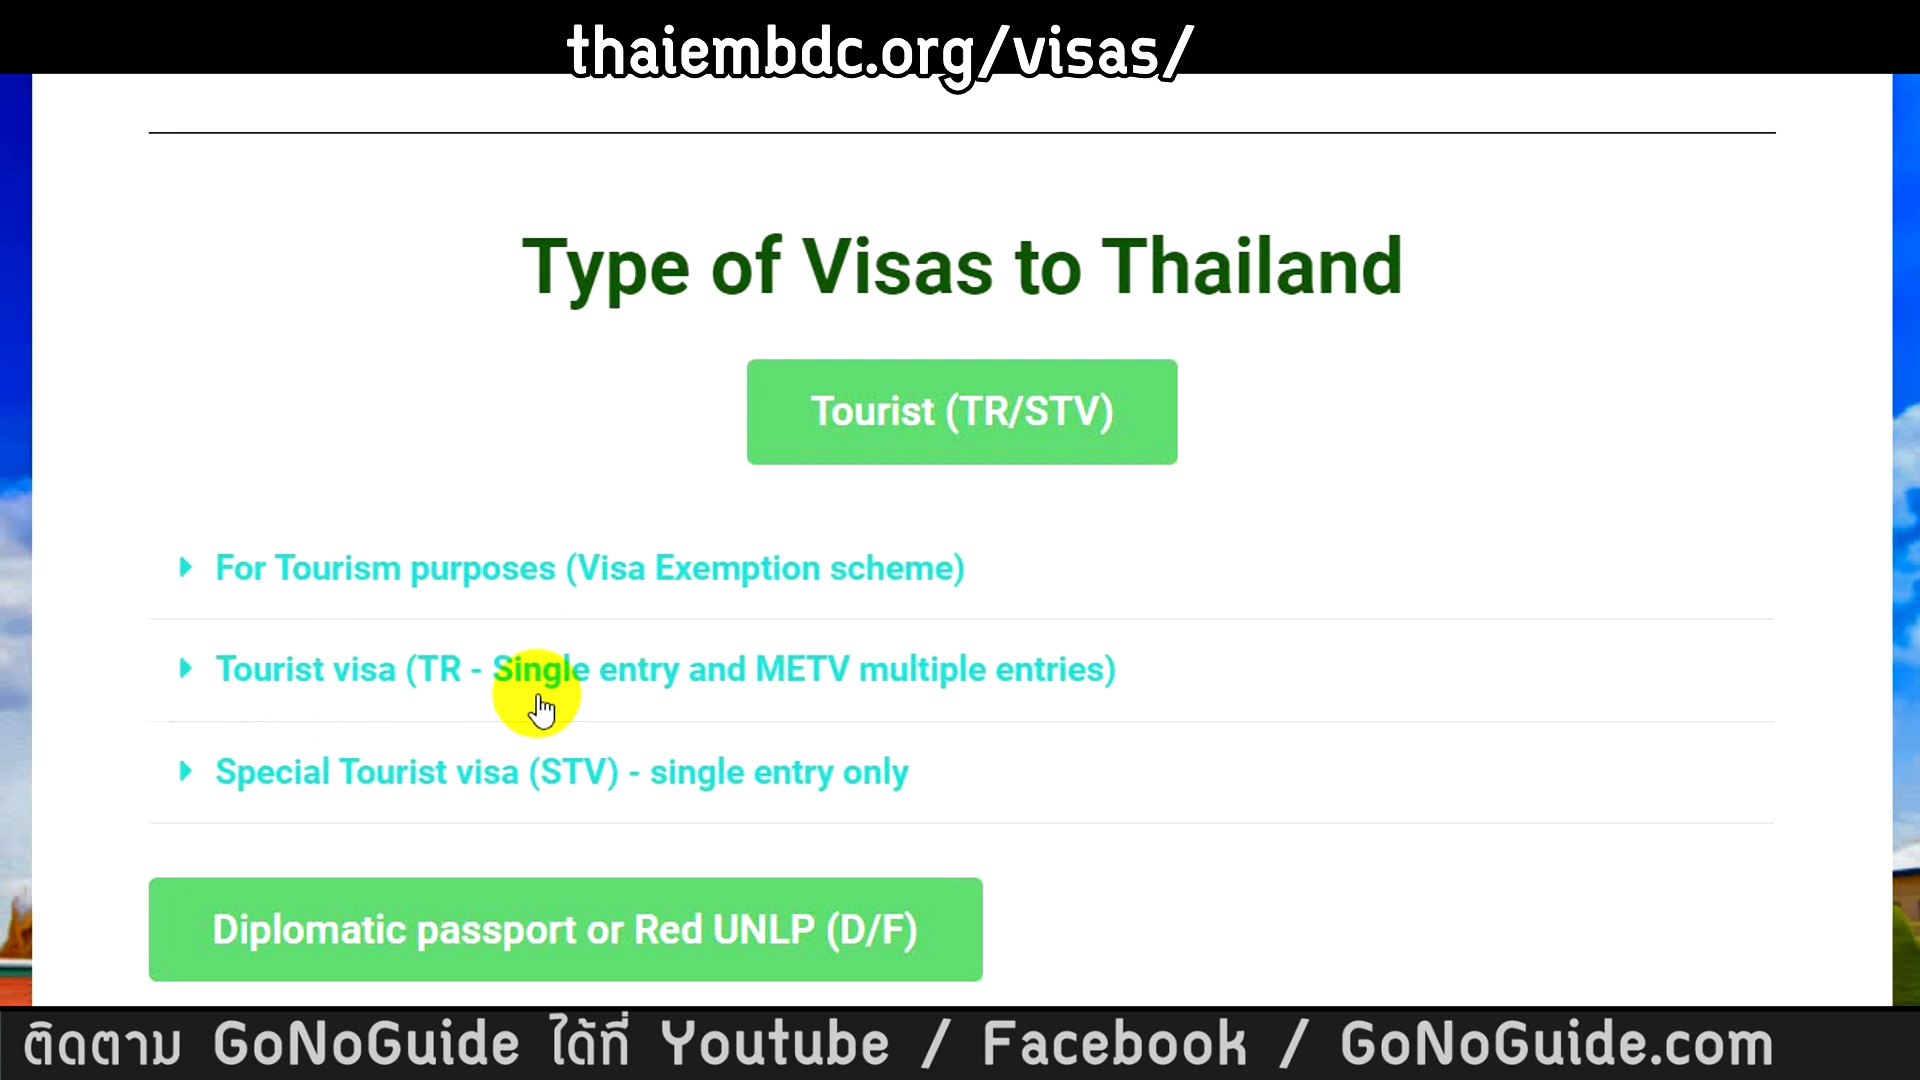 thaiembdc.org/visas/
Type of Visas to Thailand
Tourist (TR/STV)
For Tourism purposes (Visa Exemption scheme)
Tourist visa (TR - Single entry and METV multiple entries)
Special Tourist visa (STV) - single entry only
Diplomatic passport or Red UNLP (D/F)
ติดตาม GoNoGuide ได้ที่ Youtube / Facebook / GoNoGuide.com